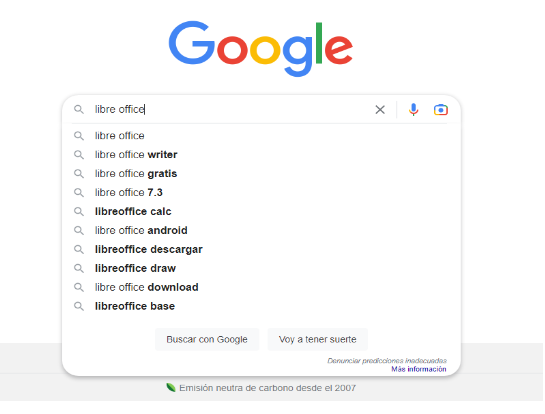 Google
libre office
libre office
libre office writer
libre office gratis
libre office 7.3
libreoffice calc
libre office android
libreoffice descargar
libreoffice draw
libre office download
libreoffice base
Buscar con Google
Voy a tener suerte
Denunciar predicciones inadecuadas
Más información
Emisión neutra de carbono desde el 2007